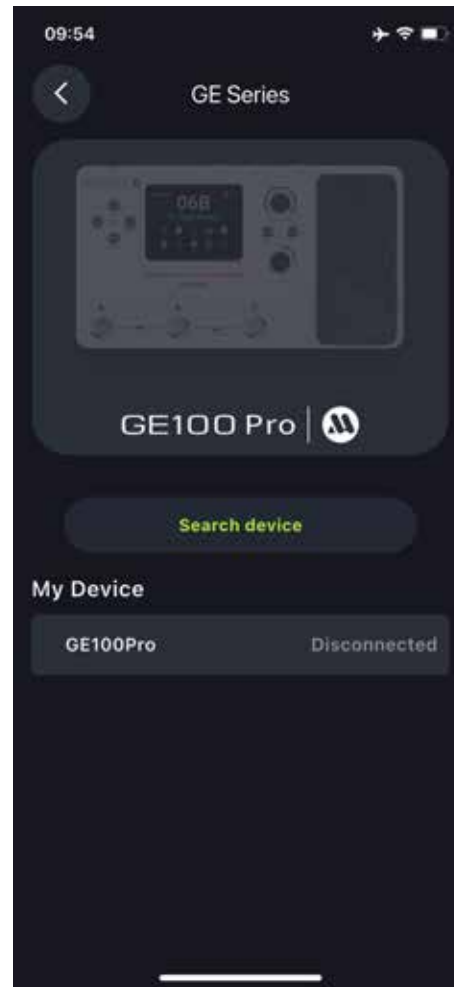 09:54
GE Series
06B
GE100 Pro
Search device
My Device
GE100Pro Disconnected